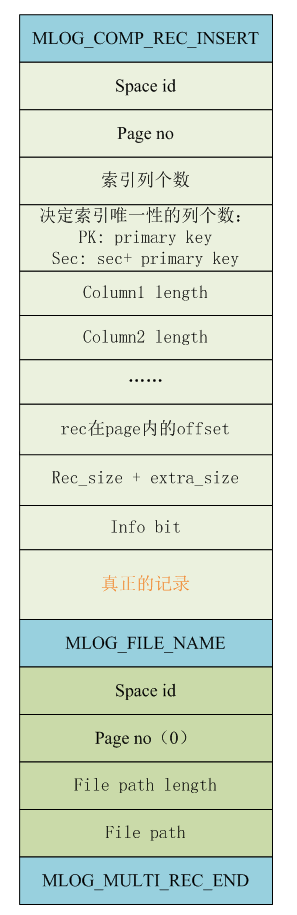 MLOG_COMP_REC_INSERT
Space id
Page no
索引列个数
决定索引唯一性的列个数：
PK: primary key
Sec: sec+ primary key
Column1 length
Column2 length
……
rec在page内的offset
Rec_size + extra_size
Info bit
真正的记录
MLOG_FILE_NAME
Space id
Page no（0）
File path length
File path
MLOG_MULTI_REC_END